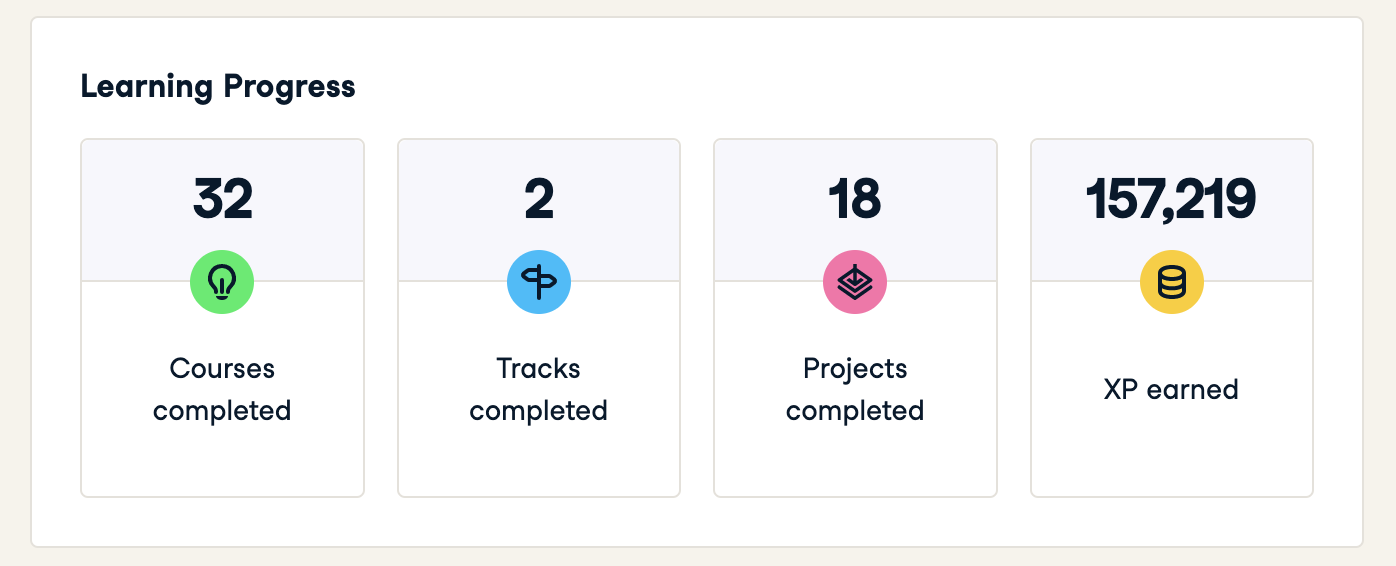 Learning Progress
32
Courses
completed
2
Tracks
completed
18
Projects
completed
157,219
XP earned